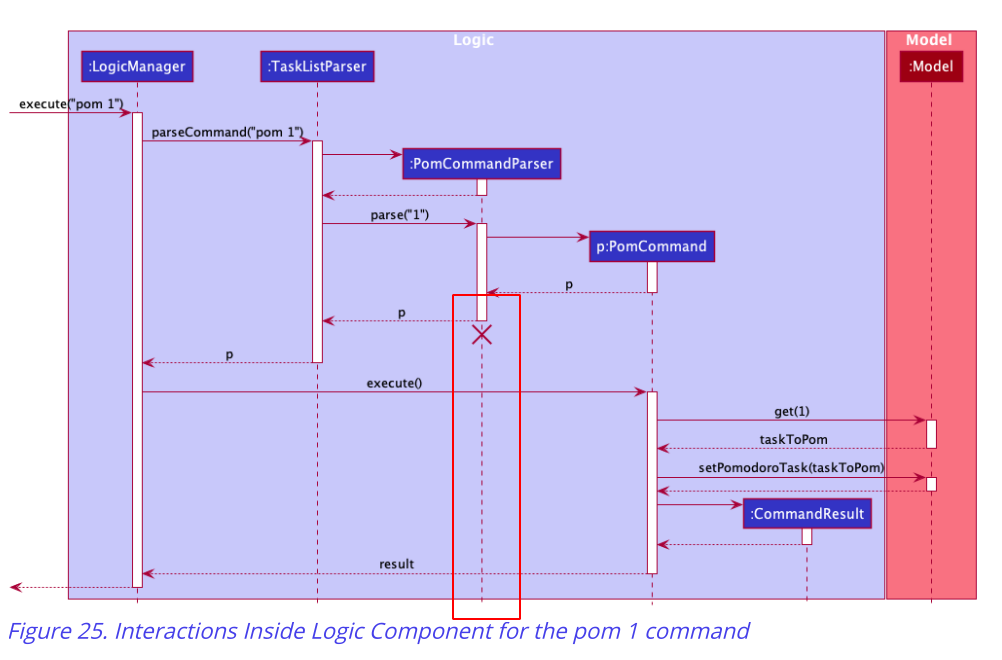 Logic
Model
:LogicManager
:TaskListParser
:Model
execute("pom 1")
parseCommand("pom 1")
:PomCommandParser
parse("1")
p:PomCommand
p
p
p
execute()
get(1)
taskToPom
setPomodoroTask(taskToPom)
:CommandResult
result
Figure 25. Interactions Inside Logic Component for the pom 1 command